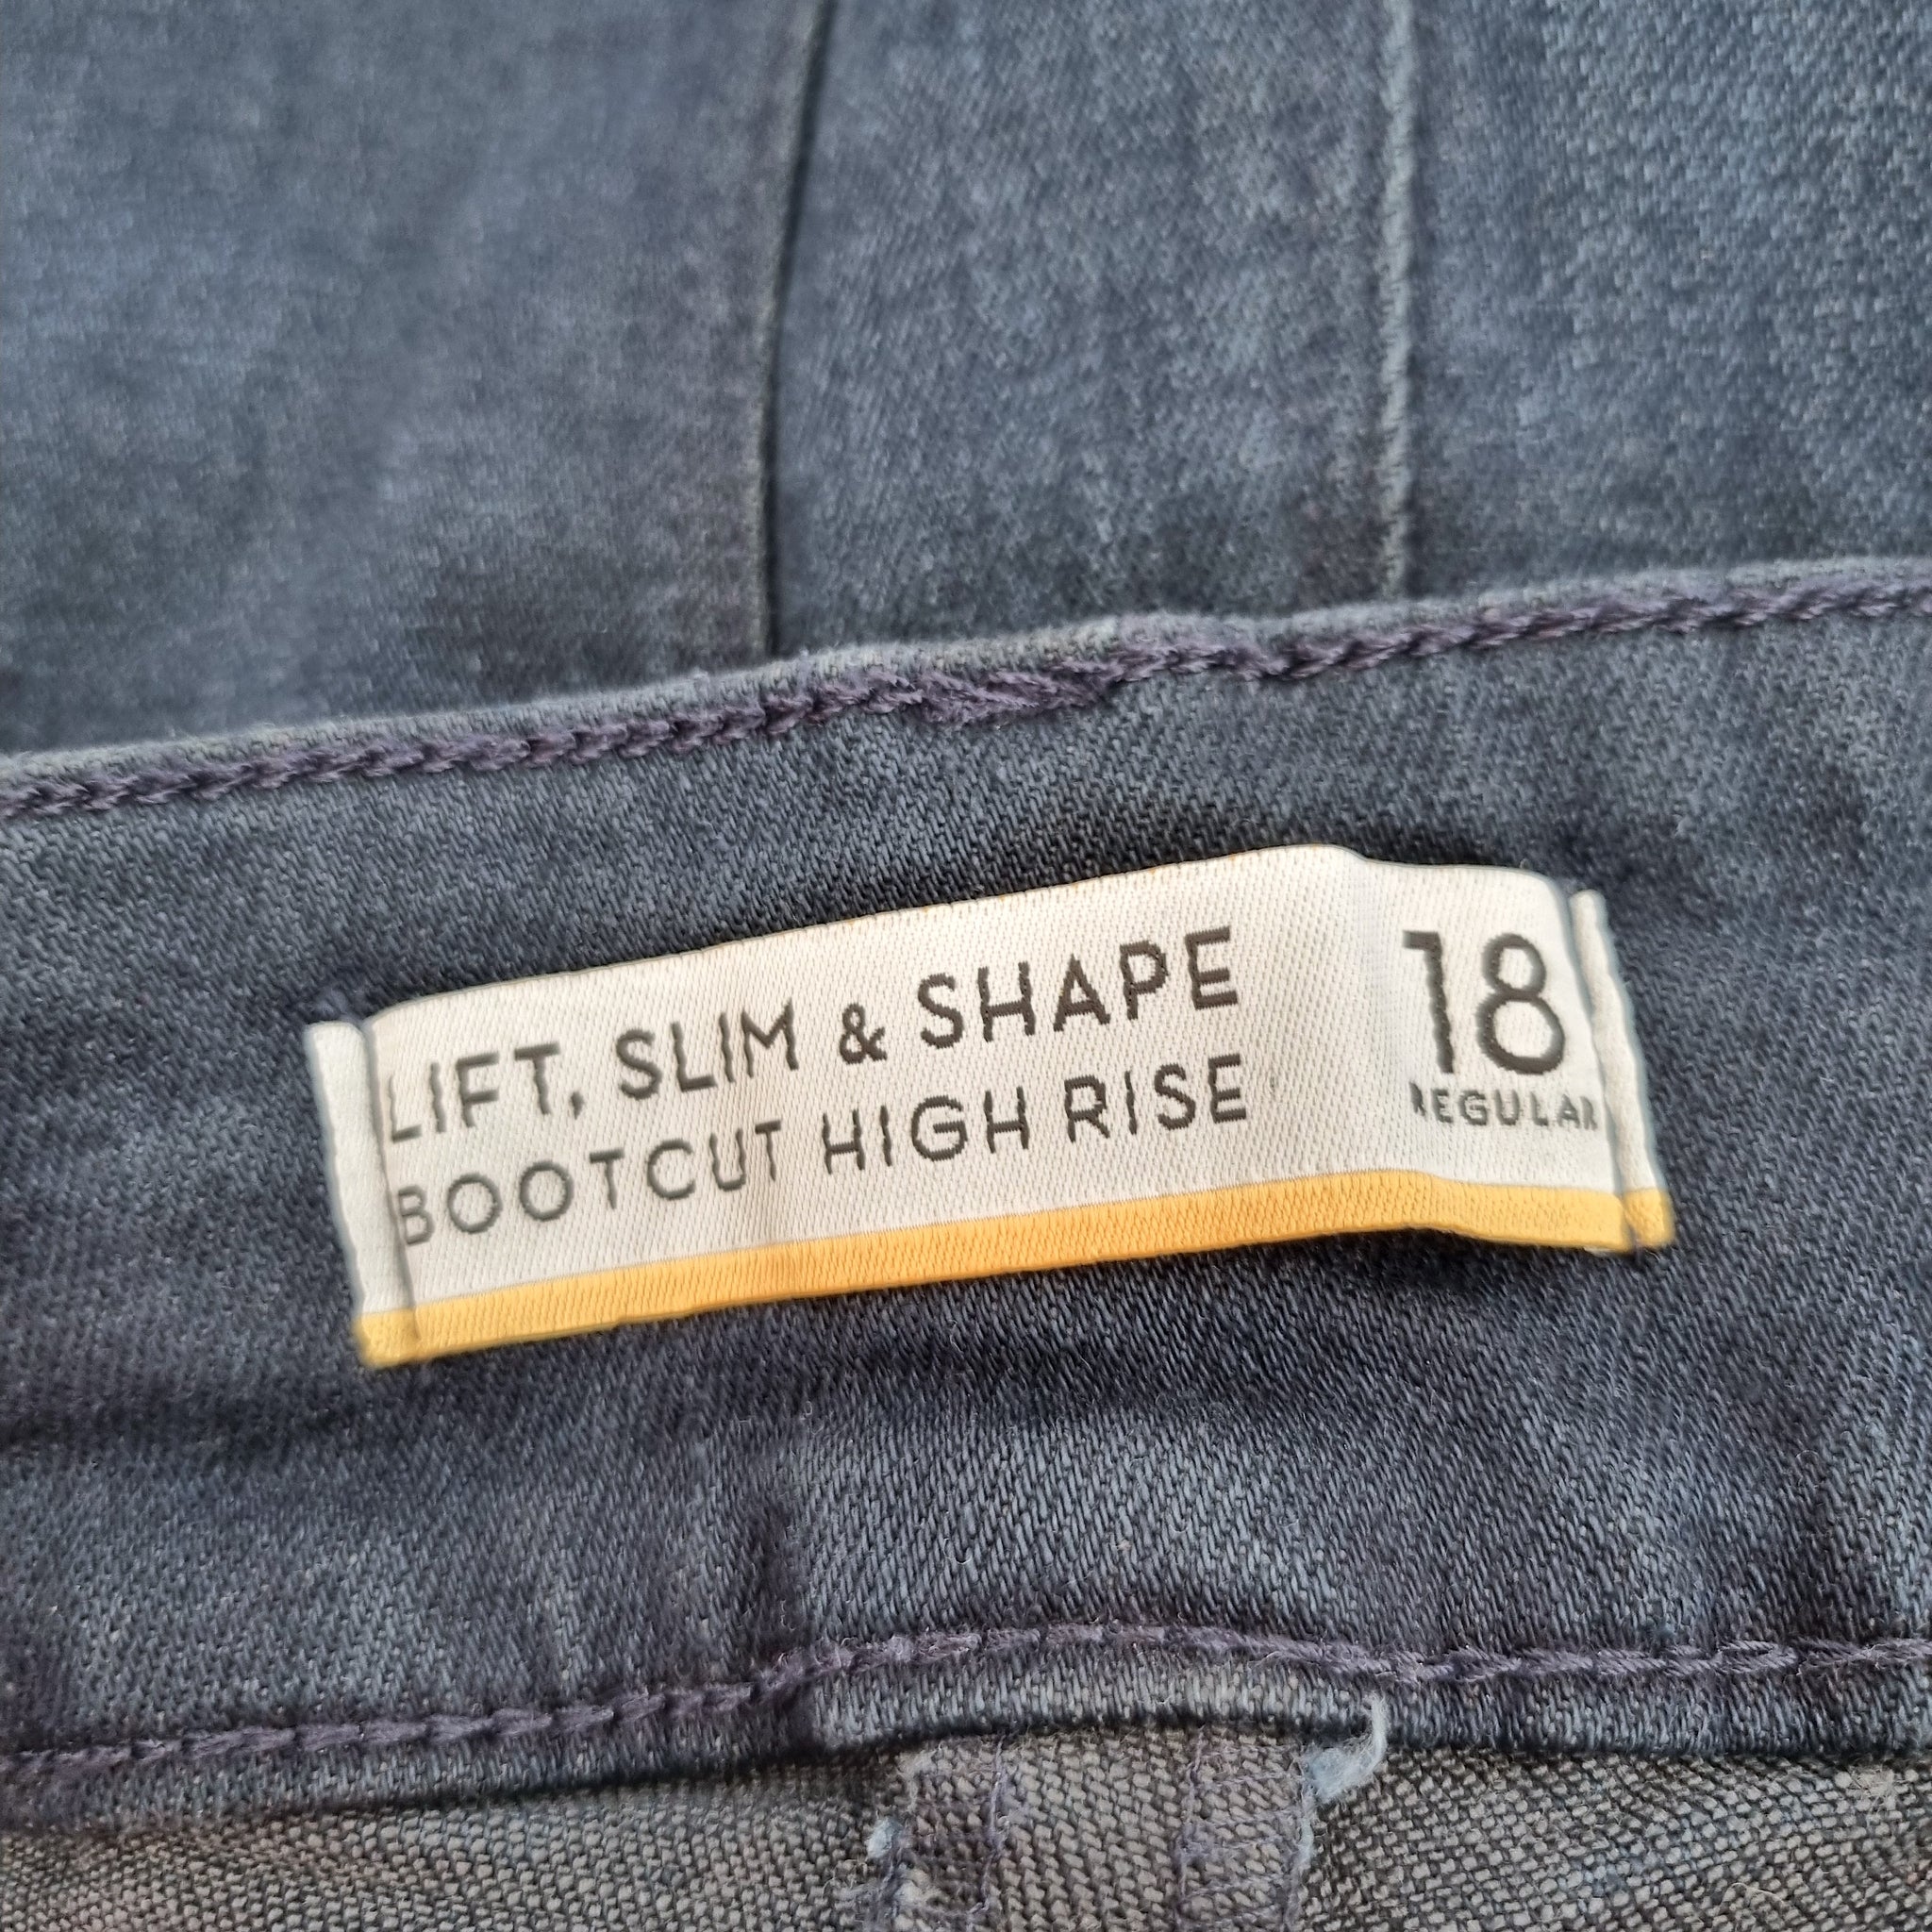 LIFT, SLIM & SHAPE
BOOTCUT HIGH RISE
18
REGULAR